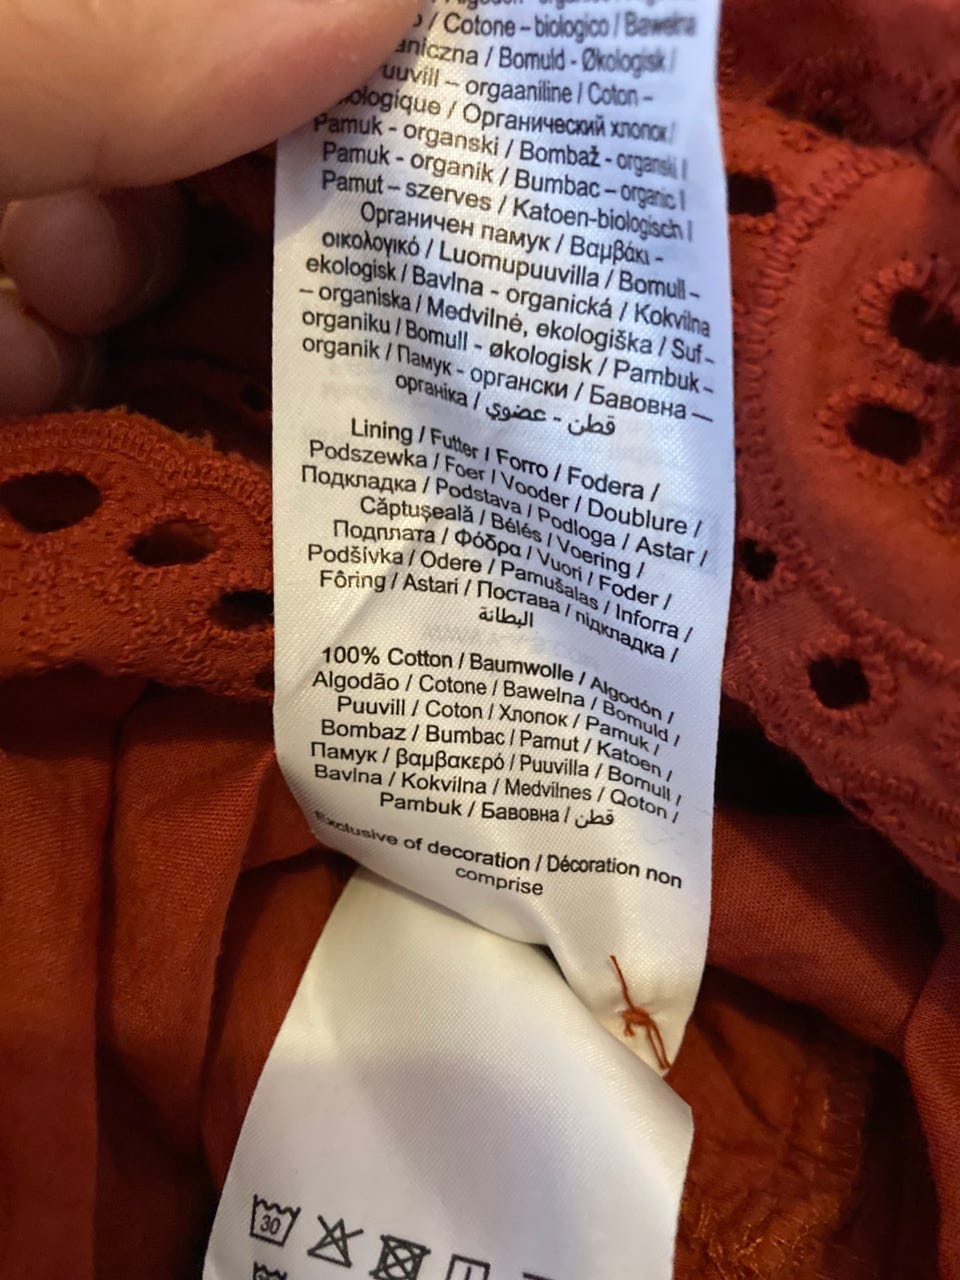 / Cotone – biologico / Bawełna
/ Bomuld - Økologisk /
– orgaaniline / Coton –
/ Органический хлопок /
Pamuk - organski / Bombaž - organski /
Pamuk - organik / Bumbac – organic /
Pamut – szerves / Katoen-biologisch /
Органичен памук / Βαμβάκι -
οικολογικό / Luomupuuvilla / Bomull -
ekologisk / Bavlna - organická / Kokvilna
– organiska / Medvilnė, ekologiška / Suf -
organiku / Bomull - økologisk / Pambuk -
organik / Памук - органски / Бавовна —
органіка / قطن - عضوي
Lining / Futter / Forro / Fodera /
Podszewka / Foer / Vooder / Doublure /
Подкладка / Podstava / Podloga / Astar /
Căptuşeală / Bélés / Voering /
Подплата / Φόδρα / Vuori / Foder /
Podšívka / Odere / Pamušalas / Inforra /
Fôring / Astari / Постава / підкладка /
البطانة
100% Cotton / Baumwolle / Algodón /
Algodão / Cotone / Bawełna / Bomuld /
Puuvill / Coton / Хлопок / Pamuk /
Bombaz / Bumbac / Pamut / Katoen /
Памук / βαμβακερό / Puuvilla / Bomull /
Bavlna / Kokvilna / Medvilnes / Qoton /
Pambuk / Бавовна / قطن
Exclusive of decoration / Décoration non
comprise
30